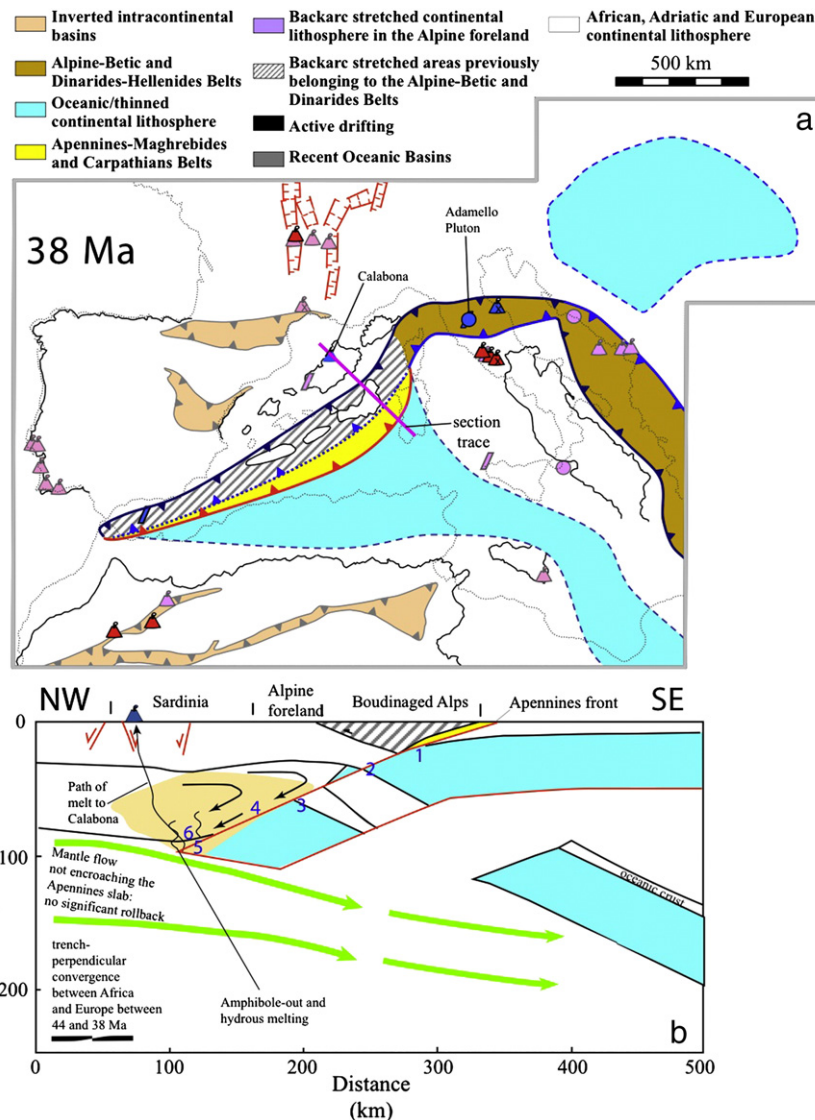 Inverted intracontinental
basins
Alpine-Betic and
Dinarides-Hellenides Belts
Oceanic/thinned
continental lithosphere
Apennines-Maghrebides
and Carpathians Belts
Backarc stretched continental
lithosphere in the Alpine foreland
Backarc stretched areas previously
belonging to the Alpine-Betic and
Dinarides Belts
Active drifting
Recent Oceanic Basins
African, Adriatic and European
continental lithosphere
500 km
a
38 Ma
Adamello
Pluton
Calabona
section
trace
NW
Sardinia
Alpine
foreland
Boudinaged Alps
SE
Apennines front
0
1
2
3
4
5
6
Path of
melt to
Calabona
100
Mantle flow
not encroaching the
Apennines slab:
no significant rollback
oceanic crust
trench-
perpendicular
convergence
between Africa
and Europe between
44 and 38 Ma
200
Amphibole-out and
hydrous melting
b
0
100
200
300
400
500
Distance
(km)